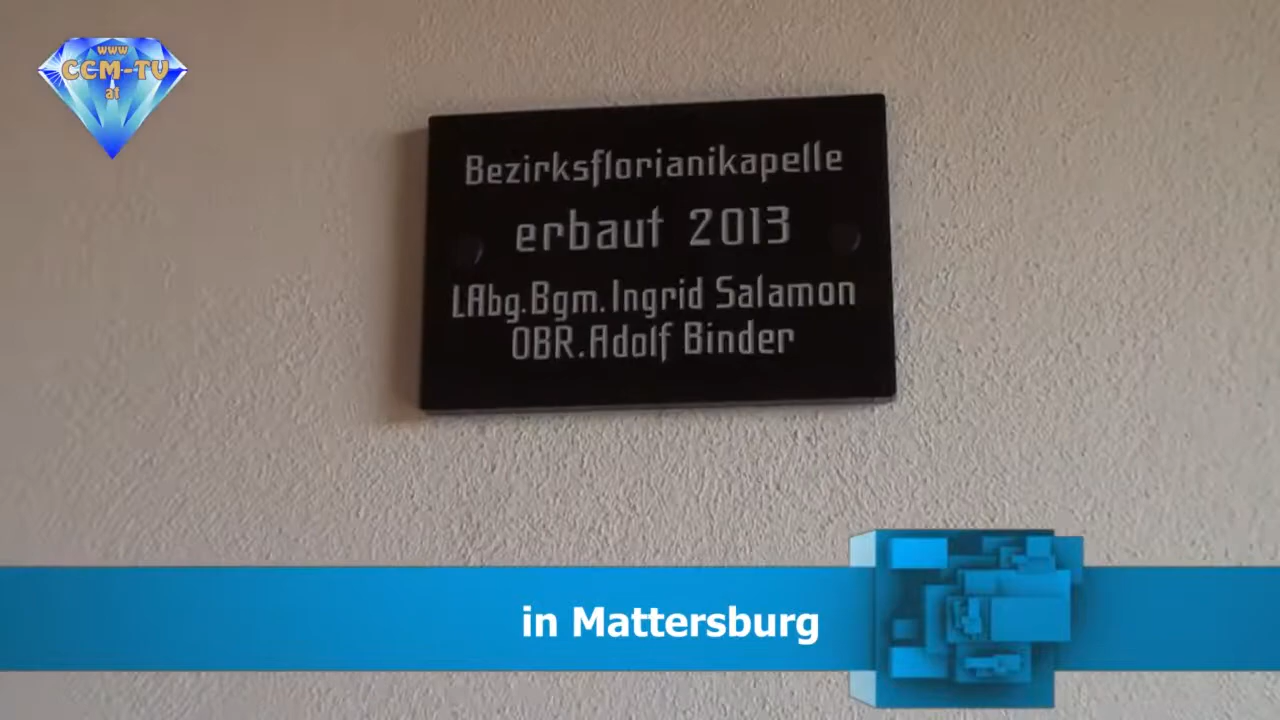 www
CCM-TV
at
Bezirksflorianikapelle
erbaut 2013
LAbg.Bgm.Ingrid Salamon
OBR.Adolf Binder
in Mattersburg